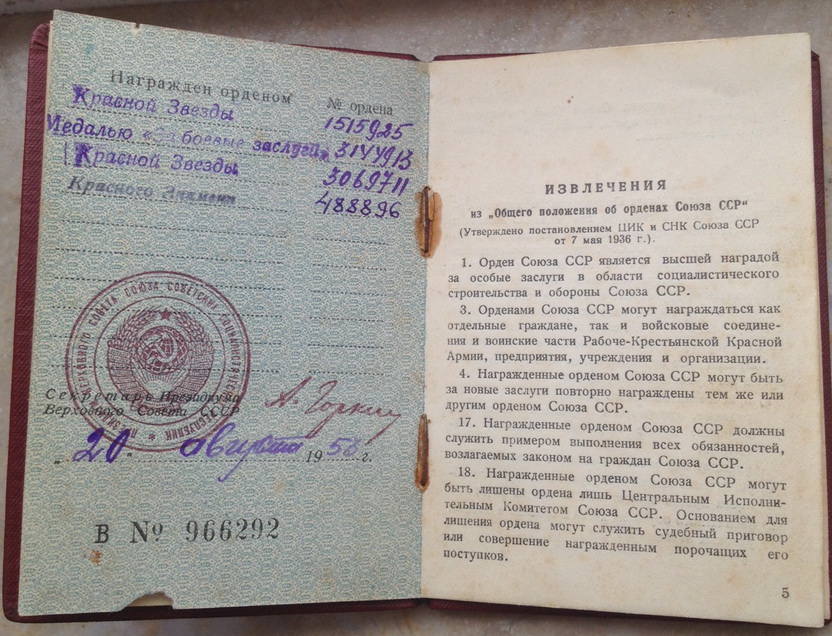 Награжден орденом
№ ордена
Красной Звезды 1515925
Медалью «За боевые заслуги» 3144913
Красной Звезды 3069711
Красного Знамени 488896
Секретарь Президиума
Верховного Совета СССР
А. Горкин
„20“ августа 195 г.
В № 966292
ИЗВЛЕЧЕНИЯ
из „Общего положения об орденах Союза ССР“
(Утверждено постановлением ЦИК и СНК Союза ССР
от 7 мая 1936 г.).
1. Орден Союза ССР является высшей наградой
за особые заслуги в области социалистического
строительства и обороны Союза ССР.
3. Орденами Союза ССР могут награждаться как
отдельные граждане, так и войсковые соедине-
ния и воинские части Рабоче-Крестьянской Красной
Армии, предприятия, учреждения и организации.
4. Награжденные орденом Союза ССР могут быть
за новые заслуги повторно награждены тем же или
другим орденом Союза ССР.
17. Награжденные орденом Союза ССР должны
служить примером выполнения всех обязанностей,
возлагаемых законом на граждан Союза ССР.
18. Награжденные орденом Союза ССР могут
быть лишены ордена лишь Центральным Исполни-
тельным Комитетом Союза ССР. Основанием для
лишения ордена могут служить судебный приговор
или совершение награжденным порочащих его
поступков.
5